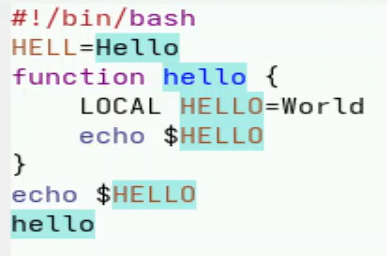 #!/bin/bash
HELL=Hello
function hello {
LOCAL HELLO=World
echo $HELLO
}
echo $HELLO
hello